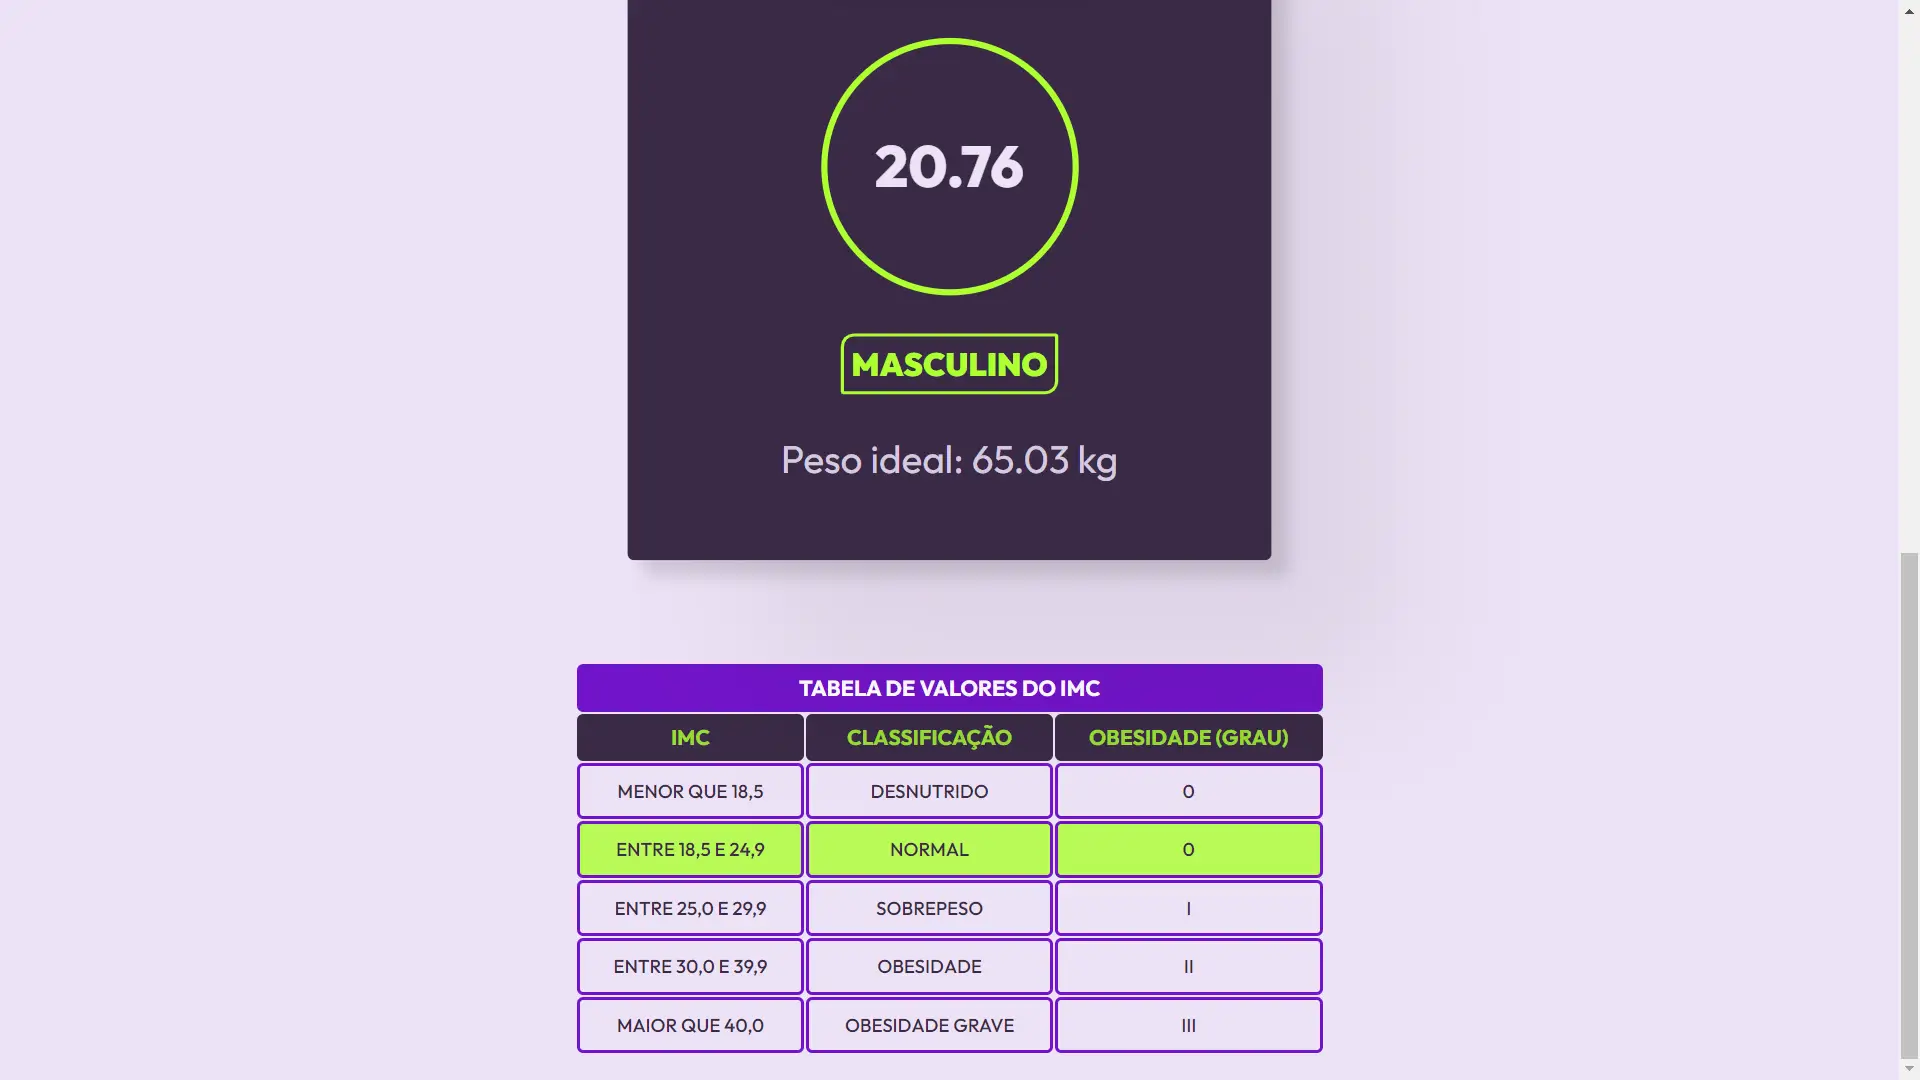 20.76
MASCULINO
Peso ideal: 65.03 kg
TABELA DE VALORES DO IMC
IMC CLASSIFICAÇÃO OBESIDADE (GRAU)
MENOR QUE 18,5 DESNUTRIDO 0
ENTRE 18,5 E 24,9 NORMAL 0
ENTRE 25,0 E 29,9 SOBREPESO I
ENTRE 30,0 E 39,9 OBESIDADE II
MAIOR QUE 40,0 OBESIDADE GRAVE III